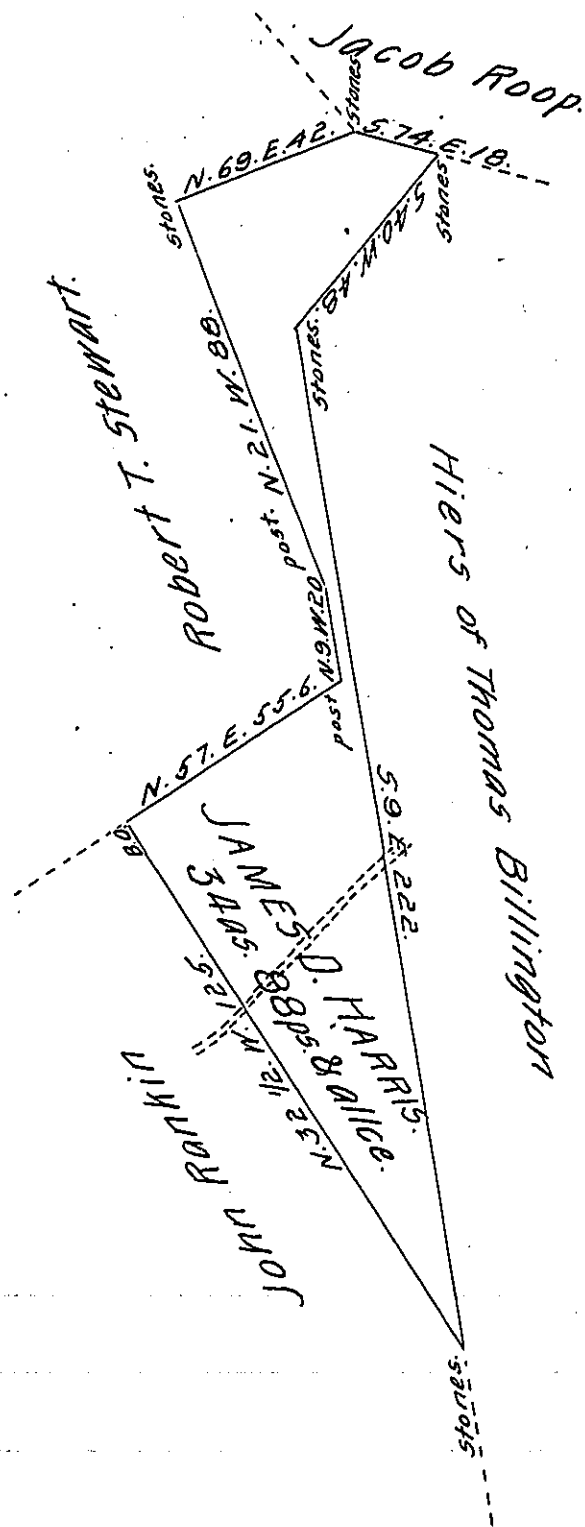 Jacob Roop.
Stones
S. 74. E. 18.
N. 69. E. 42.
Stones.
Stones
S. 40. W. 48
Stones.
Robert T. Stewart.
N. 21. W. 88.
post.
N. 9. W. 20
post
Hiers of Thomas Billington
N. 57. E. 55.6.
B.O.
S. 9. E. 222.
JAMES D. HARRIS.
34As. 88ps. & allce.
N. 32 1/2. W. 125.
John Rankin
Stones.